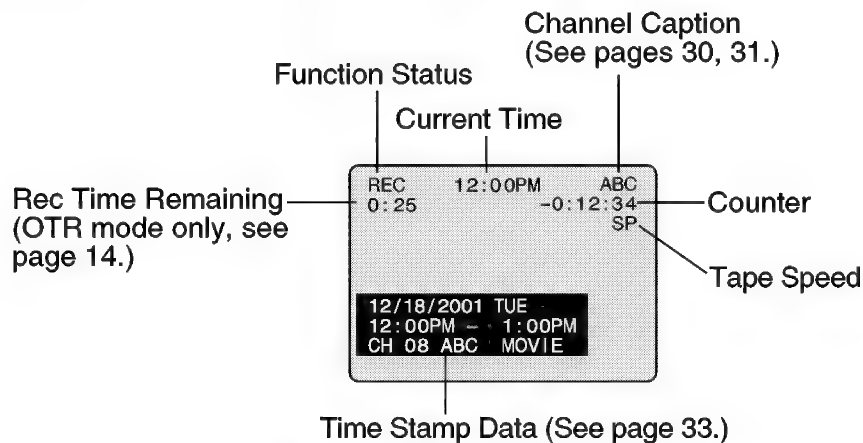 Channel Caption
(See pages 30, 31.)
Function Status
Current Time
REC 12:00PM ABC
0:25 -0:12:34
SP
Rec Time Remaining
(OTR mode only, see
page 14.)
Counter
Tape Speed
12/18/2001 TUE
12:00PM - 1:00PM
CH 08 ABC MOVIE
Time Stamp Data (See page 33.)